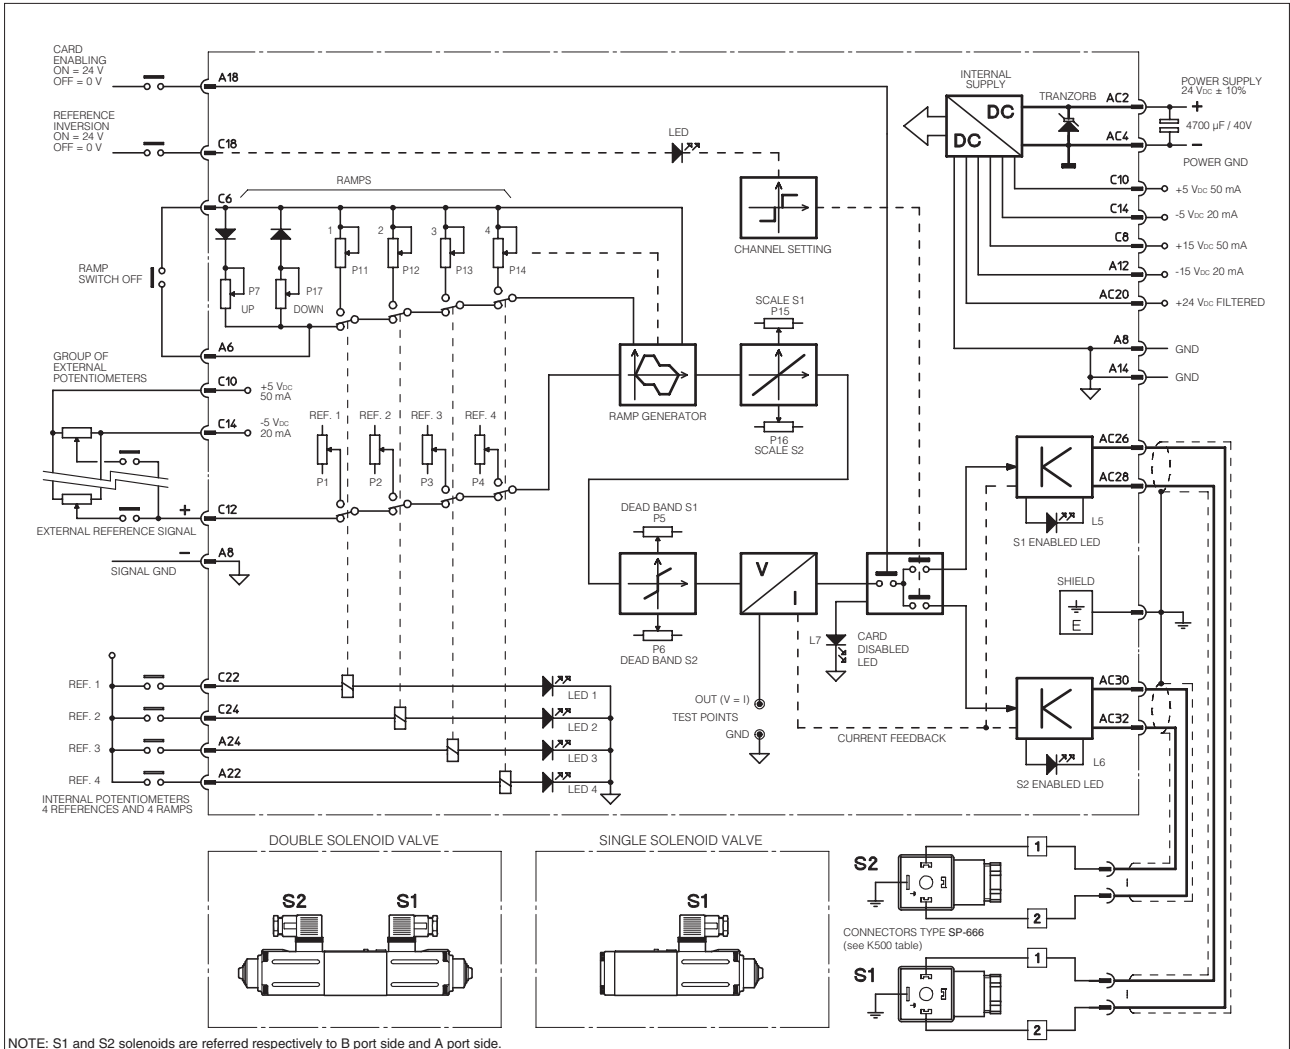 CARD
ENABLING
ON = 24 V
OFF = 0 V
A18
REFERENCE
INVERSION
ON = 24 V
OFF = 0 V
C18
LED
INTERNAL
SUPPLY
DC
DC
TRANZORB
AC2
POWER SUPPLY
24 VDC ± 10%
+
4700 µF / 40V
AC4
−
POWER GND
C10
+5 VDC 50 mA
C14
-5 VDC 20 mA
C8
+15 VDC 50 mA
A12
-15 VDC 20 mA
AC20
+24 VDC FILTERED
A8
GND
A14
GND
RAMPS
C6
1
2
3
4
P11
P12
P13
P14
CHANNEL SETTING
RAMP
SWITCH OFF
P7
UP
P17
DOWN
A6
SCALE S1
P15
RAMP GENERATOR
P16
SCALE S2
GROUP OF
EXTERNAL
POTENTIOMETERS
C10
+5 VDC
50 mA
C14
-5 VDC
20 mA
REF. 1
REF. 2
REF. 3
REF. 4
P1
P2
P3
P4
+
C12
EXTERNAL REFERENCE SIGNAL
−
A8
SIGNAL GND
DEAD BAND S1
P5
P6
DEAD BAND S2
V
I
L7
CARD
DISABLED
LED
K
AC26
AC28
L5
S1 ENABLED LED
SHIELD
E
K
AC30
AC32
L6
S2 ENABLED LED
OUT (V = I)
TEST POINTS
GND
CURRENT FEEDBACK
REF. 1
C22
LED 1
REF. 2
C24
LED 2
REF. 3
A24
LED 3
REF. 4
A22
LED 4
INTERNAL POTENTIOMETERS
4 REFERENCES AND 4 RAMPS
DOUBLE SOLENOID VALVE
S2
S1
SINGLE SOLENOID VALVE
S1
S2
1
2
CONNECTORS TYPE SP-666
(see K500 table)
S1
1
2
NOTE: S1 and S2 solenoids are referred respectively to B port side and A port side.